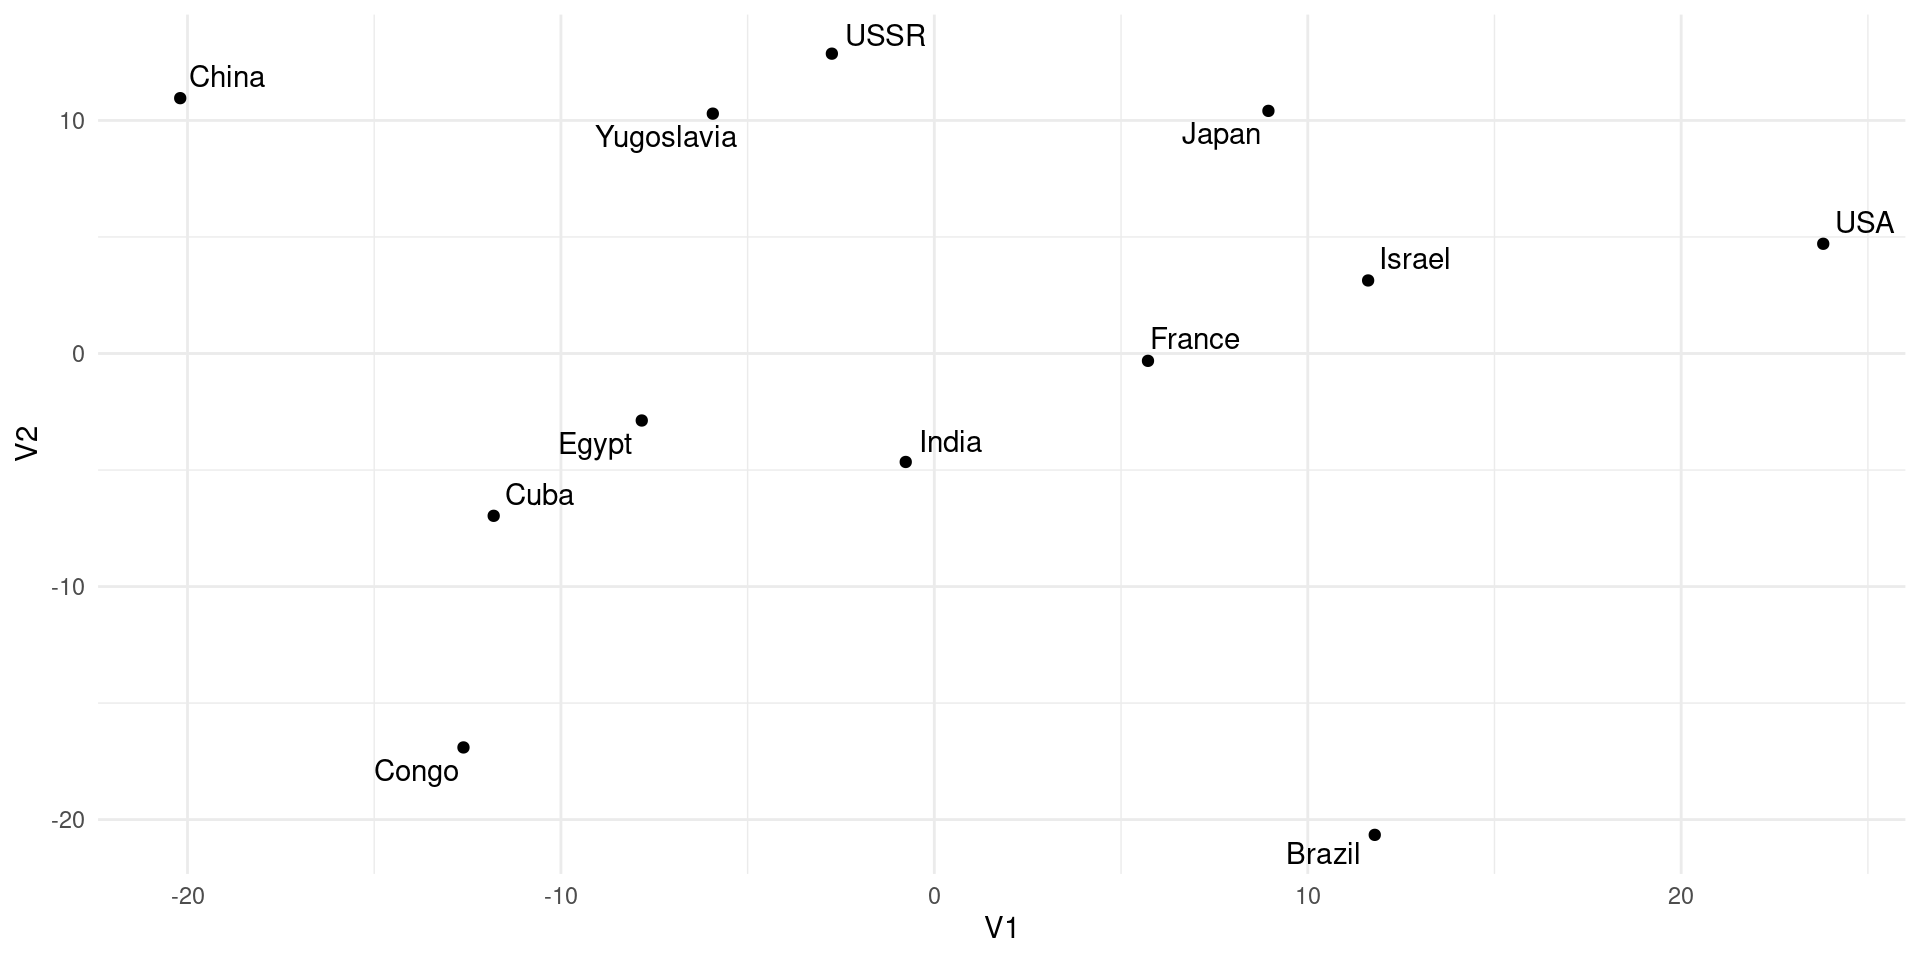 USSR
China
10
Yugoslavia
Japan
USA
Israel
France
0
Egypt
India
V2
Cuba
-10
Congo
-20
Brazil
-20
-10
0
10
20
V1